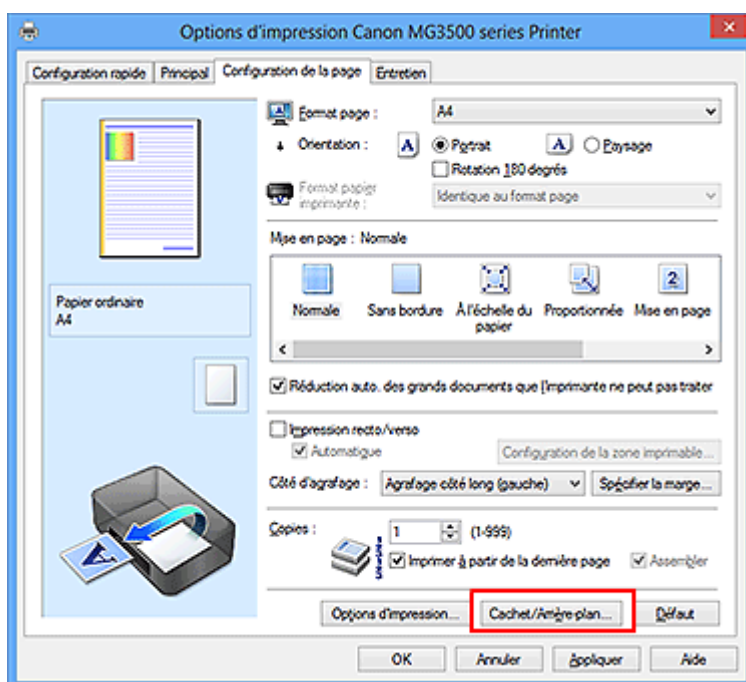 Options d'impression Canon MG3500 series Printer
Configuration rapide Principal Configuration de la page Entretien
Format page : A4
Orientation : A Portrait A Paysage
Rotation 180 degrés
Format papier imprimante : Identique au format page
Mise en page : Normale
Normale Sans bordure À l'échelle du papier Proportionnée Mise en page
2
Papier ordinaire
A4
Réduction auto. des grands documents que l'imprimante ne peut pas traiter
Impression recto/verso
Automatique Configuration de la zone imprimable...
Côté d'agrafage : Agrafage côté long (gauche) Spécifier la marge...
Copies : 1 (1-999)
Imprimer à partir de la dernière page Assembler
Options d'impression... Cachet/Arrière-plan... Défaut
OK Annuler Appliquer Aide